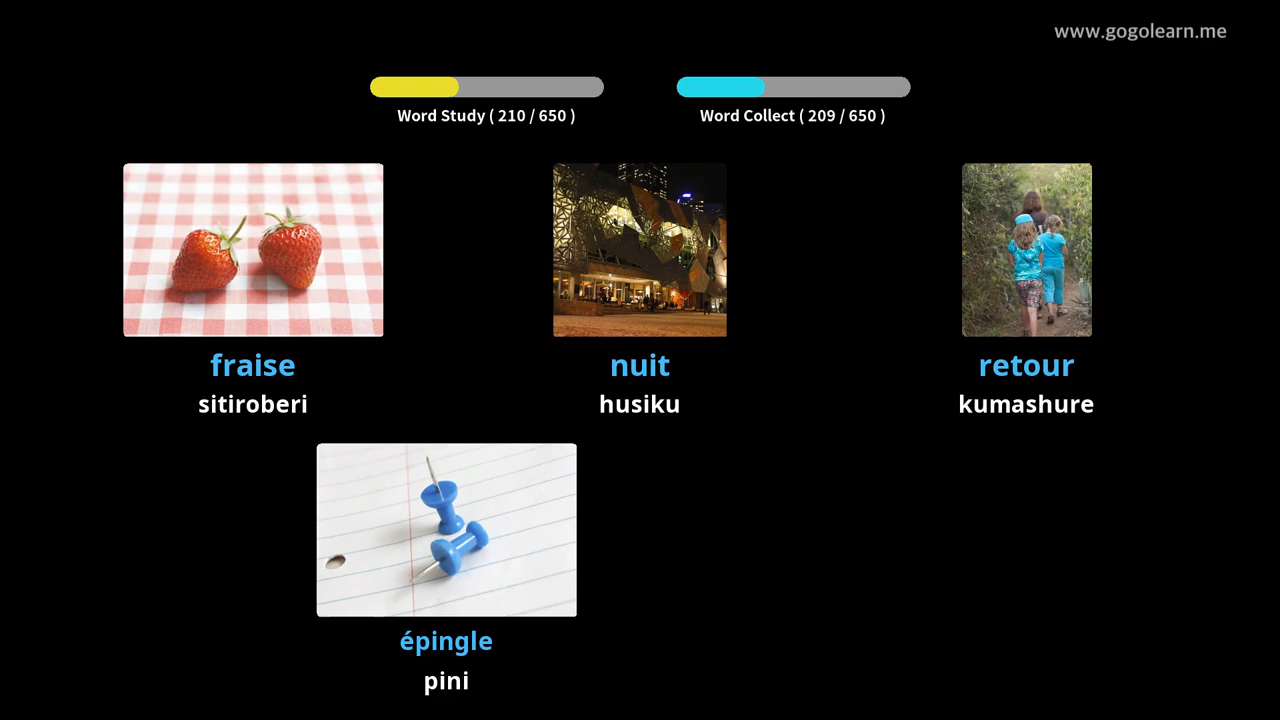 www.gogolearn.me
Word Study ( 210 / 650 )
Word Collect ( 209 / 650 )
fraise
sitiroberi
nuit
husiku
retour
kumashure
épingle
pini